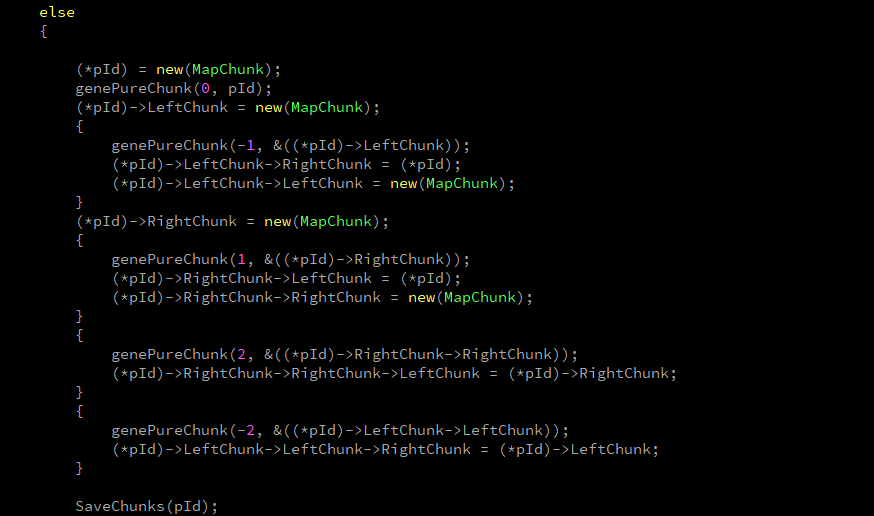 else
{
(*pId) = new(MapChunk);
genePureChunk(0, pId);
(*pId)->LeftChunk = new(MapChunk);
{
genePureChunk(-1, &((*pId)->LeftChunk));
(*pId)->LeftChunk->RightChunk = (*pId);
(*pId)->LeftChunk->LeftChunk = new(MapChunk);
}
(*pId)->RightChunk = new(MapChunk);
{
genePureChunk(1, &((*pId)->RightChunk));
(*pId)->RightChunk->LeftChunk = (*pId);
(*pId)->RightChunk->RightChunk = new(MapChunk);
}
{
genePureChunk(2, &((*pId)->RightChunk->RightChunk));
(*pId)->RightChunk->RightChunk->LeftChunk = (*pId)->RightChunk;
}
{
genePureChunk(-2, &((*pId)->LeftChunk->LeftChunk));
(*pId)->LeftChunk->LeftChunk->RightChunk = (*pId)->LeftChunk;
}
SaveChunks(pId);